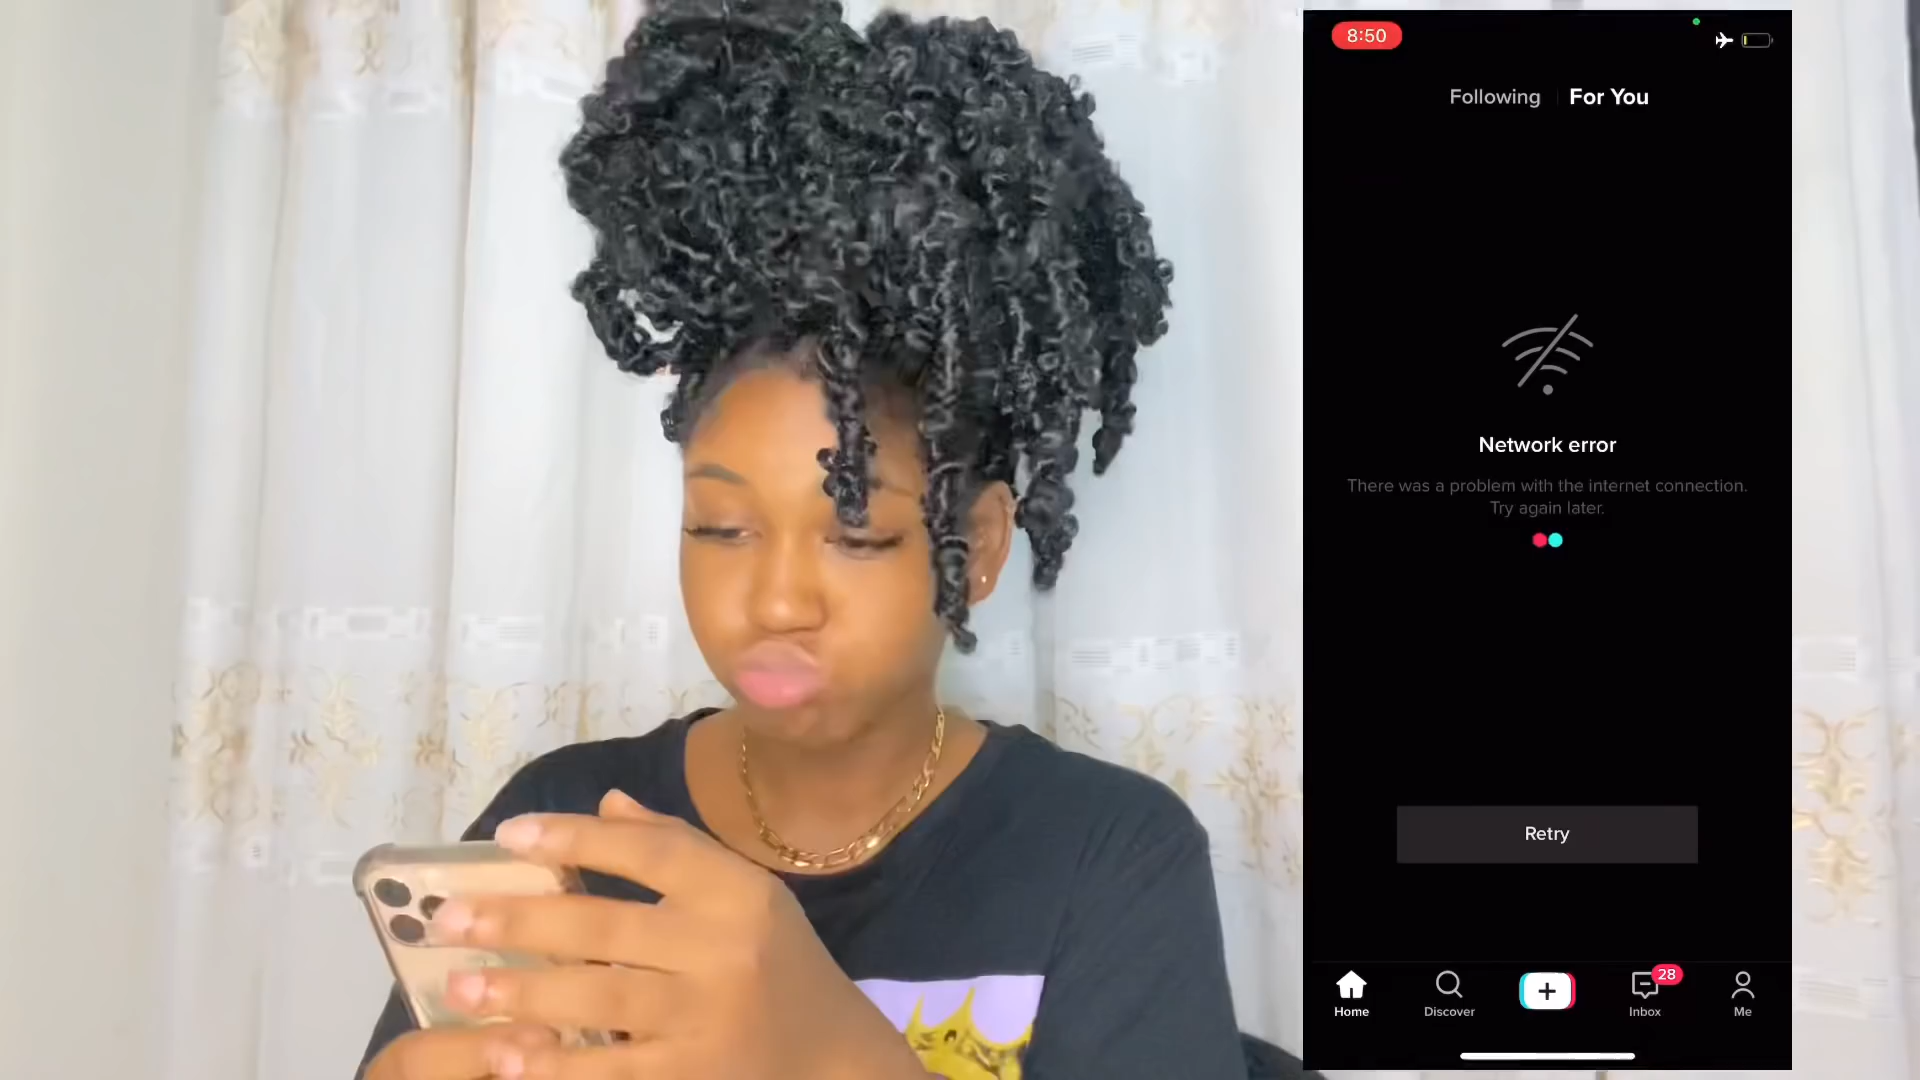 8:50
Following
For You
Network error
There was a problem with the internet connection.
Try again later.
Retry
28
Home
Discover
Inbox
Me